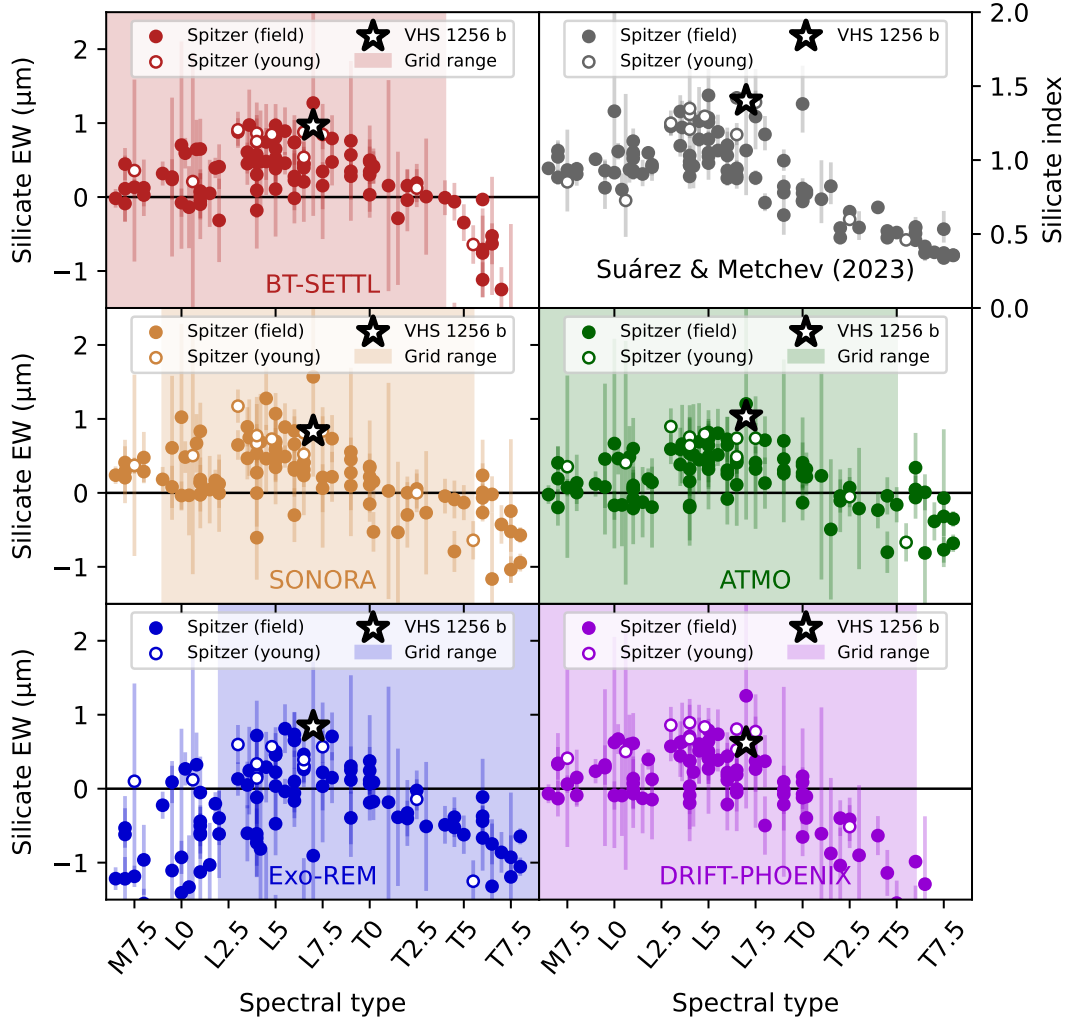 Spitzer (field) VHS 1256 b
Spitzer (young) Grid range
2
1
0
−1
Silicate EW (μm)
BT-SETTL
Spitzer (field) VHS 1256 b
Spitzer (young)
2.0
1.5
1.0
0.5
0.0
Silicate index
Suárez & Metchev (2023)
Spitzer (field) VHS 1256 b
Spitzer (young) Grid range
2
1
0
−1
Silicate EW (μm)
SONORA
Spitzer (field) VHS 1256 b
Spitzer (young) Grid range
ATMO
Spitzer (field) VHS 1256 b
Spitzer (young) Grid range
2
1
0
−1
Silicate EW (μm)
Exo-REM
Spitzer (field) VHS 1256 b
Spitzer (young) Grid range
DRIFT-PHOENIX
M7.5 L0 L2.5 L5 L7.5 T0 T2.5 T5
M7.5 L0 L2.5 L5 L7.5 T0 T2.5 T5 T7.5
Spectral type
Spectral type